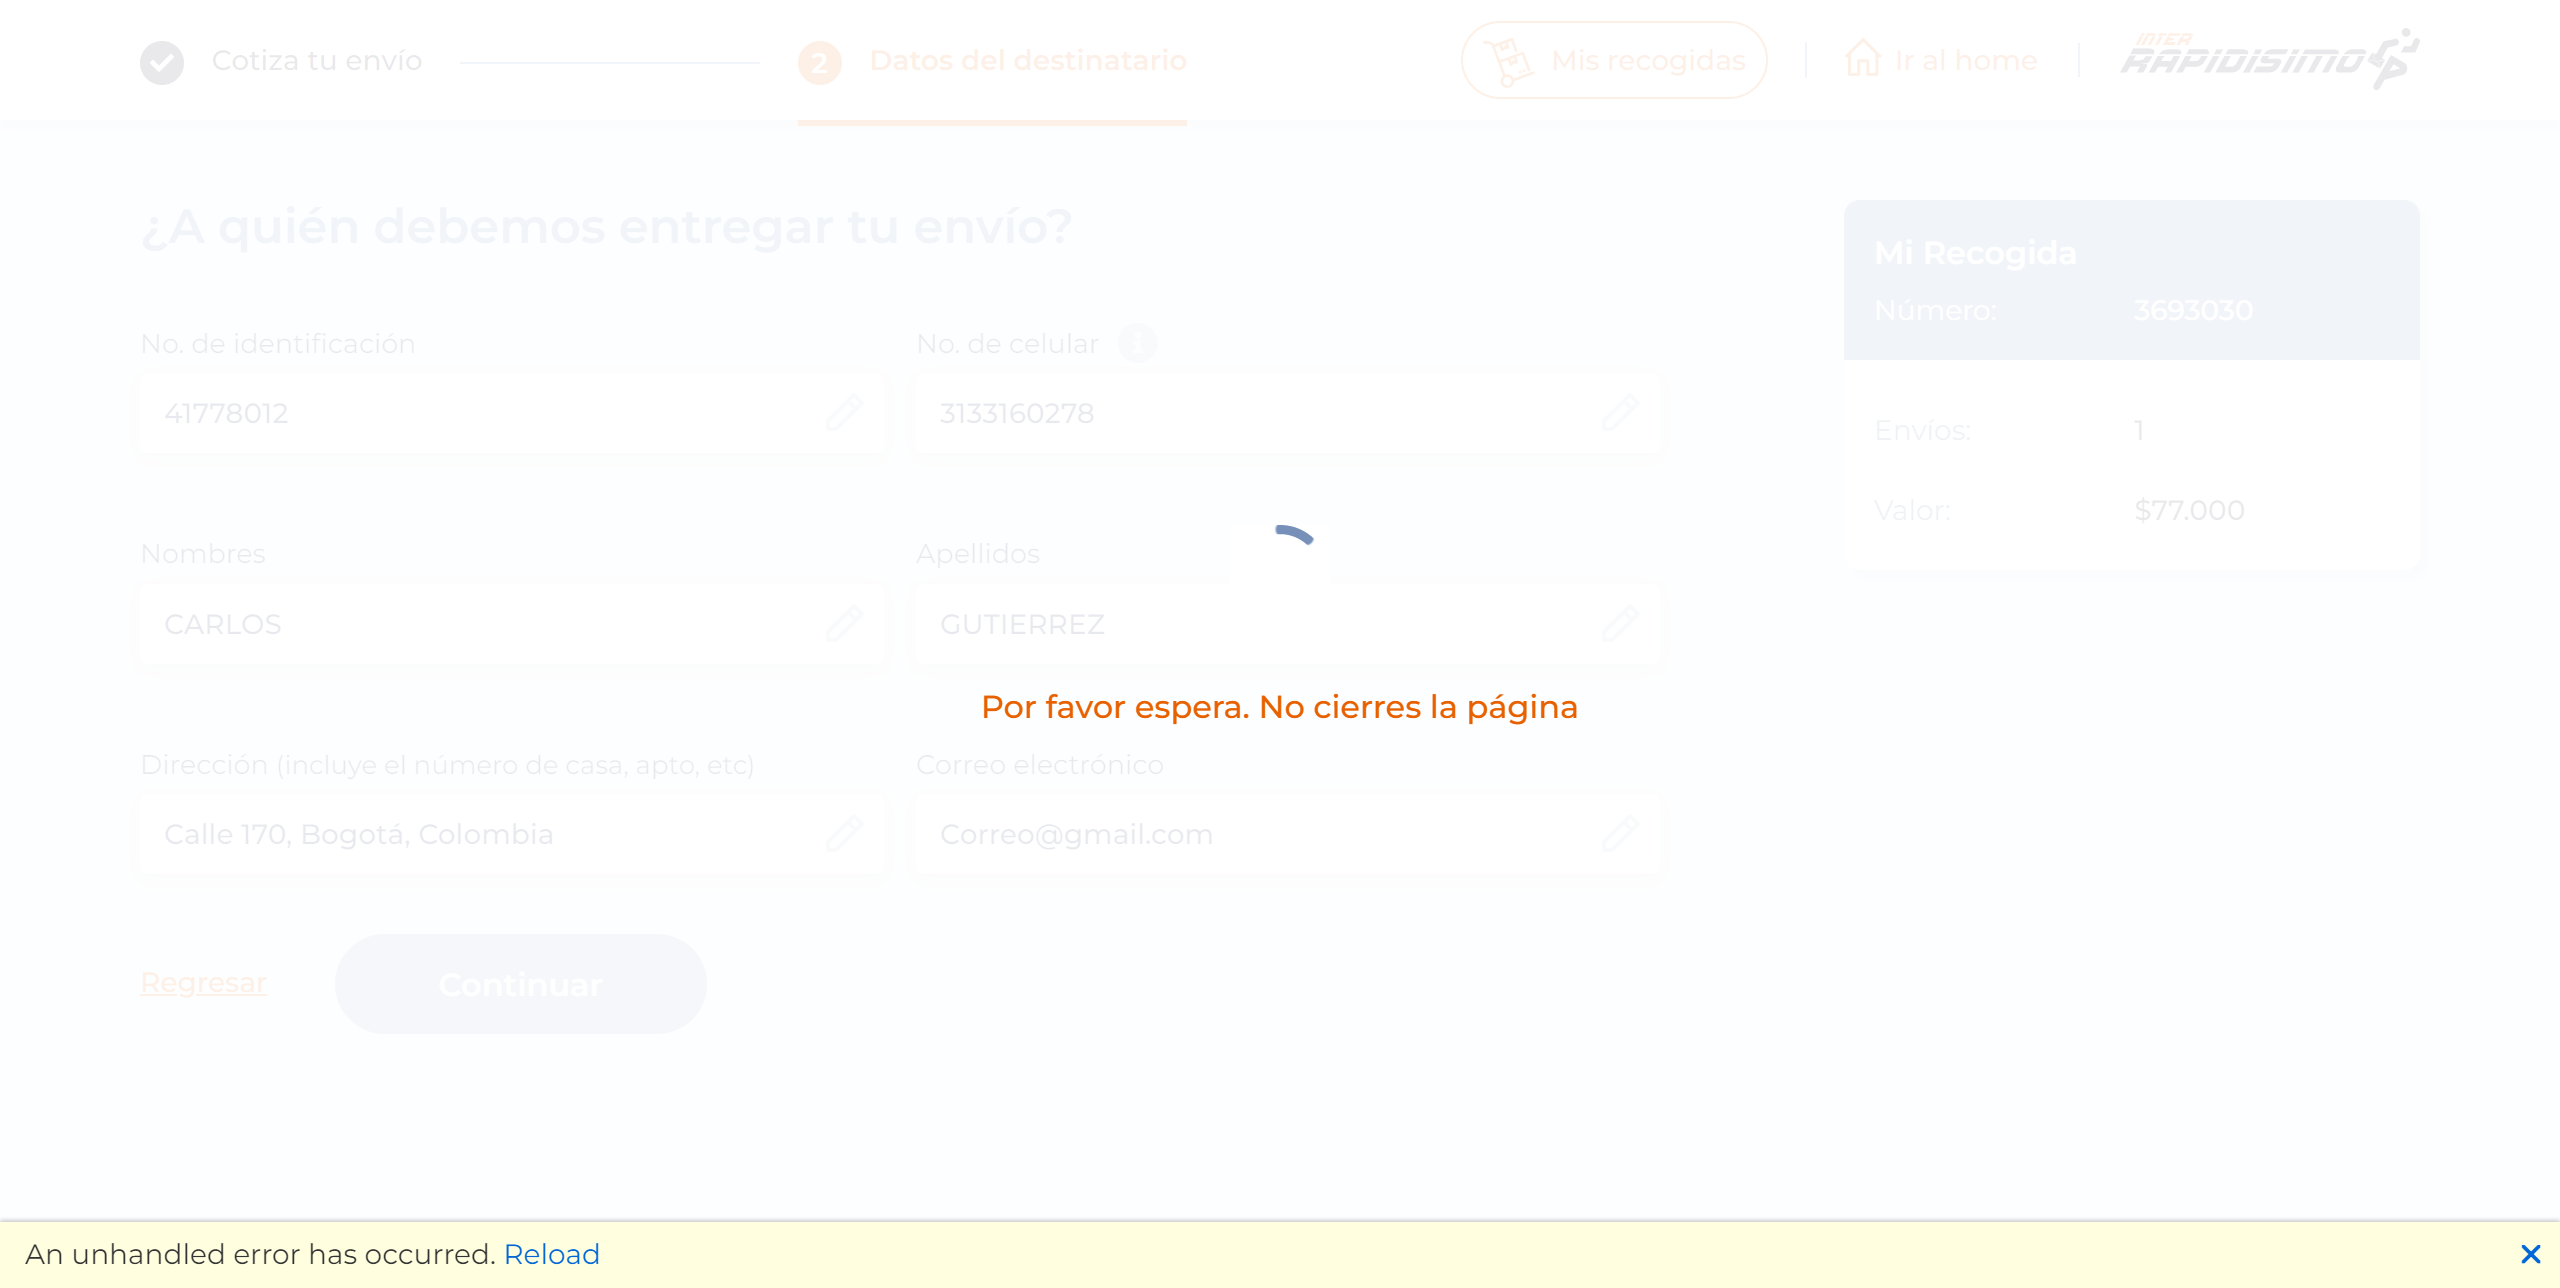 Cotiza tu envío
2 Datos del destinatario
Mis recogidas
Ir al home
INTER
RAPIDISIMO
¿A quién debemos entregar tu envío?
Mi Recogida
Número: 3693030
No. de identificación
No. de celular
41778012
3133160278
Envíos: 1
Valor: $77.000
Nombres
Apellidos
CARLOS
GUTIERREZ
Por favor espera. No cierres la página
Dirección (incluye el número de casa, apto, etc)
Correo electrónico
Calle 170, Bogotá, Colombia
Correo@gmail.com
Regresar
Continuar
An unhandled error has occurred. Reload